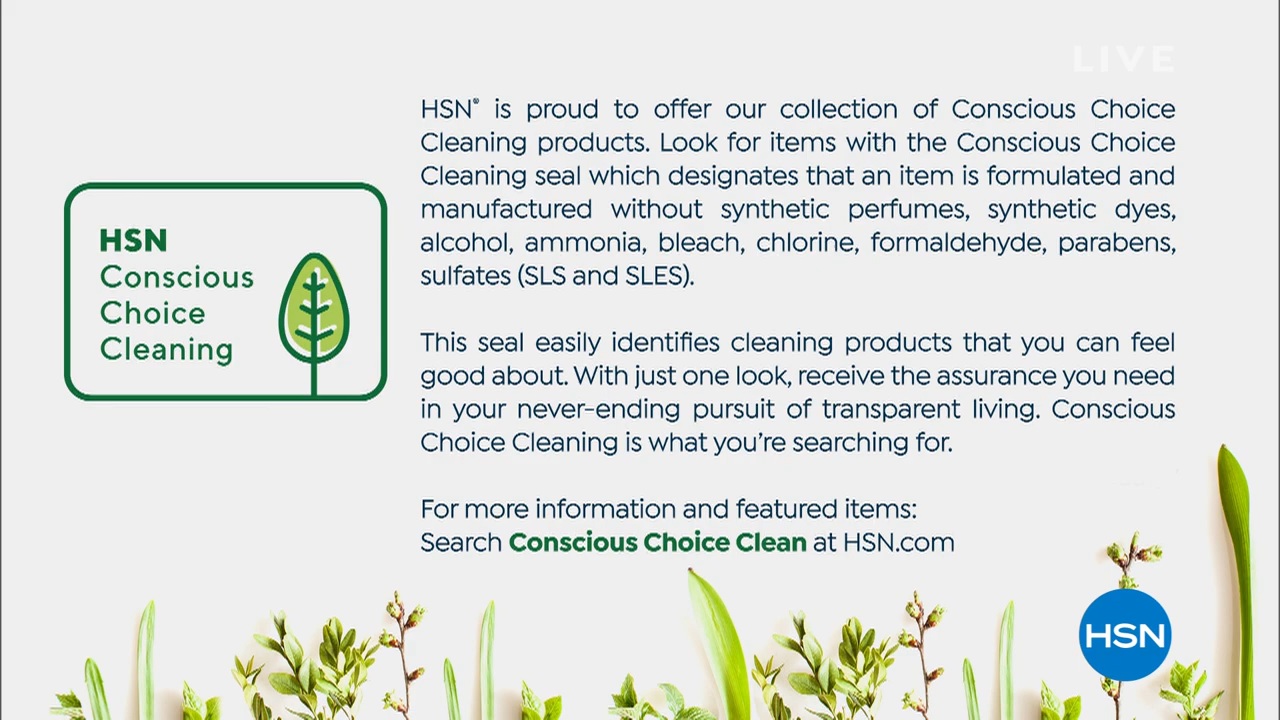 LIVE
HSN
Conscious
Choice
Cleaning
HSN® is proud to offer our collection of Conscious Choice
Cleaning products. Look for items with the Conscious Choice
Cleaning seal which designates that an item is formulated and
manufactured without synthetic perfumes, synthetic dyes,
alcohol, ammonia, bleach, chlorine, formaldehyde, parabens,
sulfates (SLS and SLES).
This seal easily identifies cleaning products that you can feel
good about. With just one look, receive the assurance you need
in your never-ending pursuit of transparent living. Conscious
Choice Cleaning is what you're searching for.
For more information and featured items:
Search Conscious Choice Clean at HSN.com
HSN